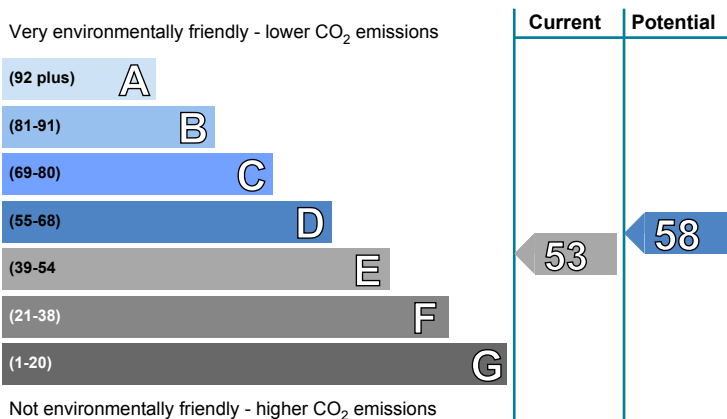 Very environmentally friendly - lower CO2 emissions
Current
Potential
(92 plus) A
(81-91) B
(69-80) C
(55-68) D
(39-54 E
(21-38) F
(1-20) G
53
58
Not environmentally friendly - higher CO2 emissions